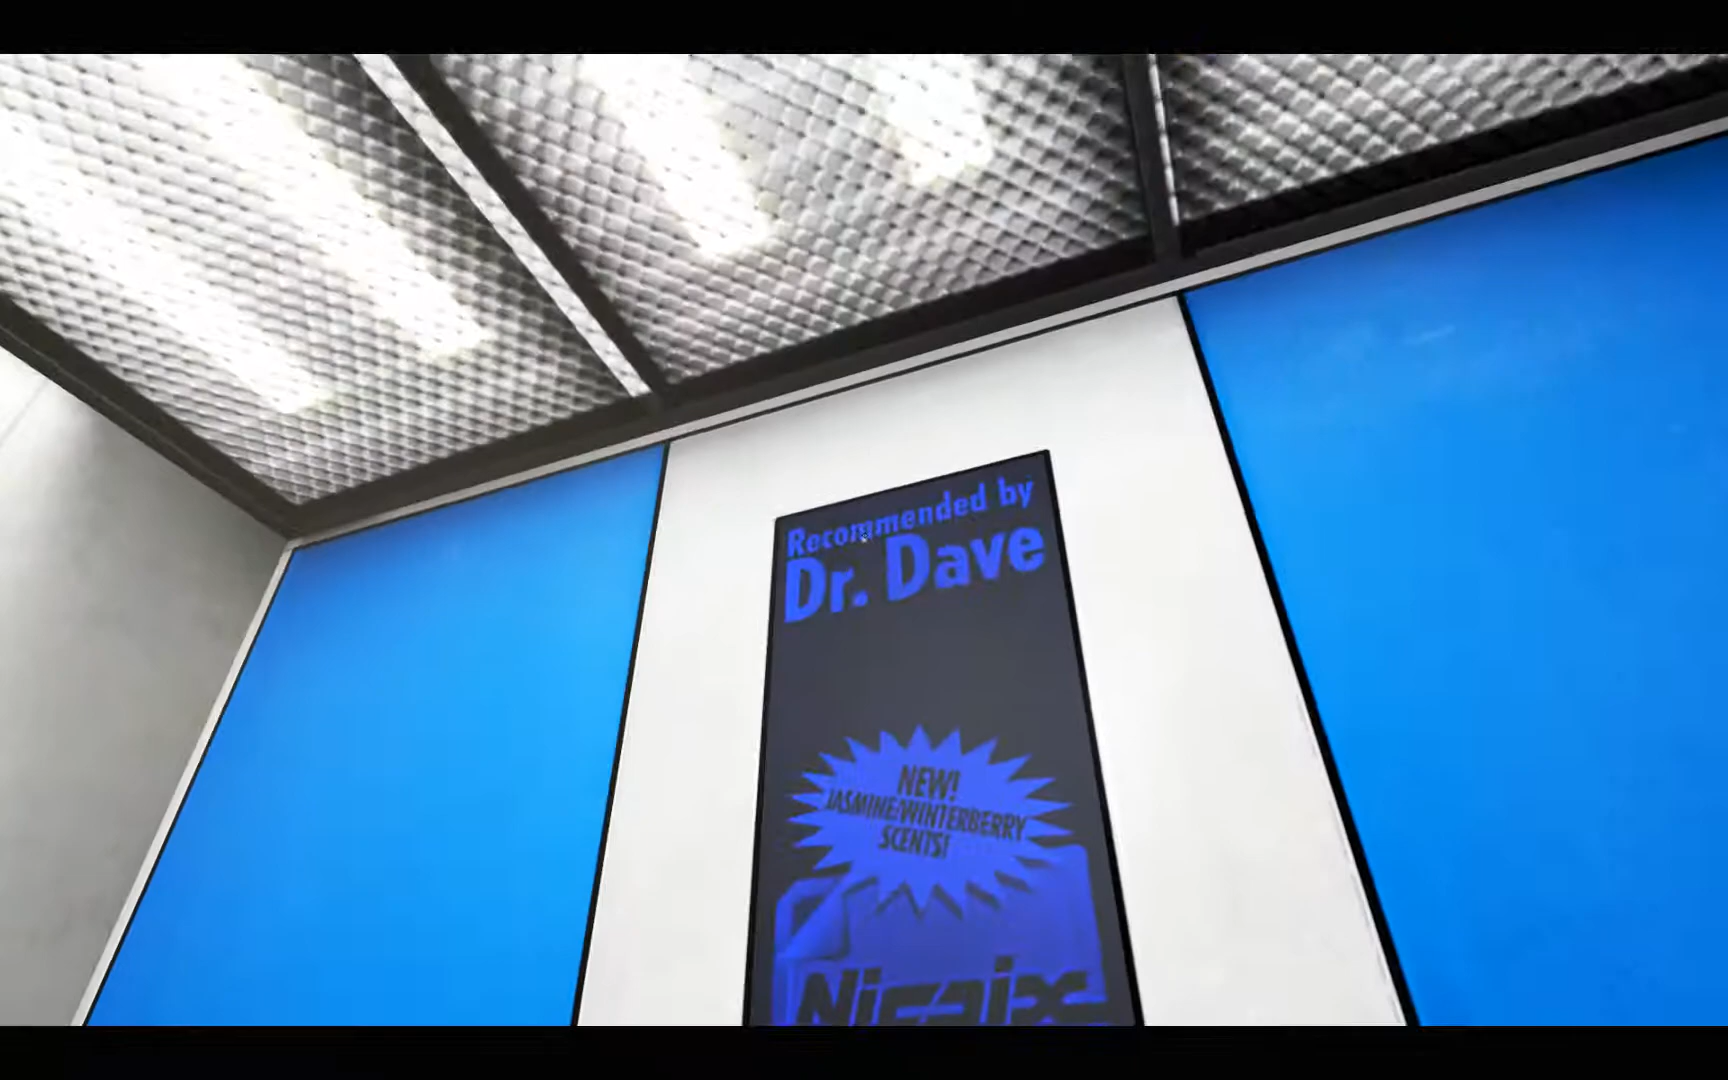 Recommended by
Dr. Dave
NEW!
JASMINE/WINTERBERRY
SCENTS!